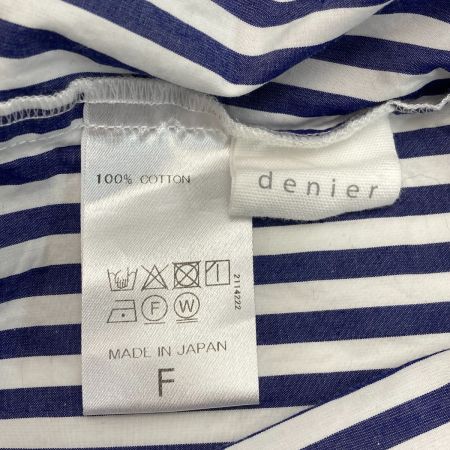 100% COTTON
denier
F W
2114222
MADE IN JAPAN
F